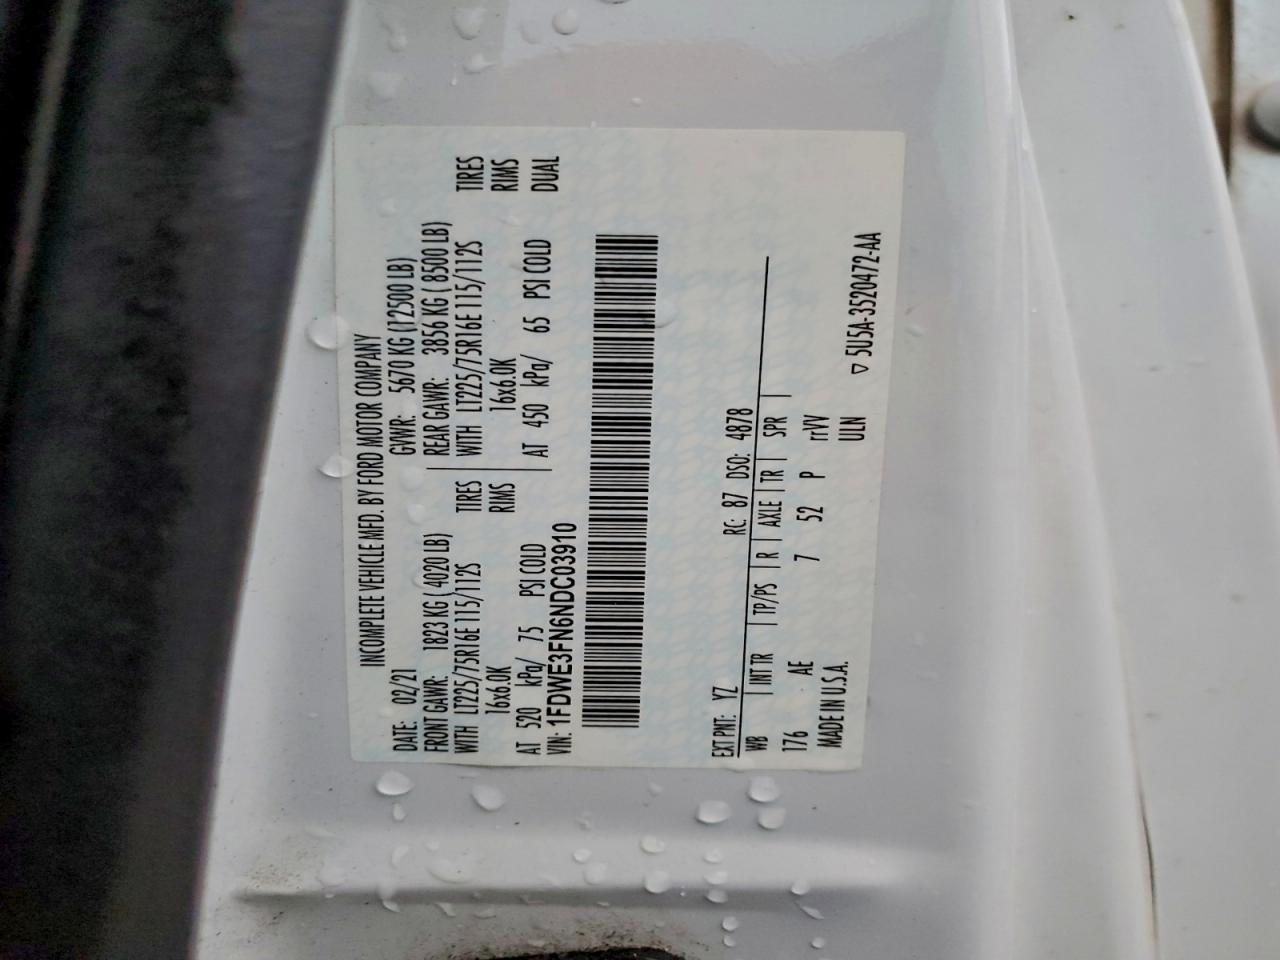 INCOMPLETE VEHICLE MFD. BY FORD MOTOR COMPANY
DATE: 02/21 GVWR: 5670 KG (12500 LB)
FRONT GAWR: 1823 KG ( 4020 LB) REAR GAWR: 3856 KG ( 8500 LB)
WITH LT225/75R16E 115/112S TIRES WITH LT225/75R16E 115/112S TIRES
16x6.0K RIMS 16x6.0K RIMS
AT 520 kPa/ 75 PSI COLD AT 450 kPa/ 65 PSI COLD DUAL
VIN: 1FDWE3FN6NDC03910
EXT PNT: YZ RC: 87 DSO: 4878
WB INT TR TP/PS R AXLE TR SPR
176 AE 7 52 P rrVV
MADE IN U.S.A. ULN ▽ 5U5A-3520472-AA